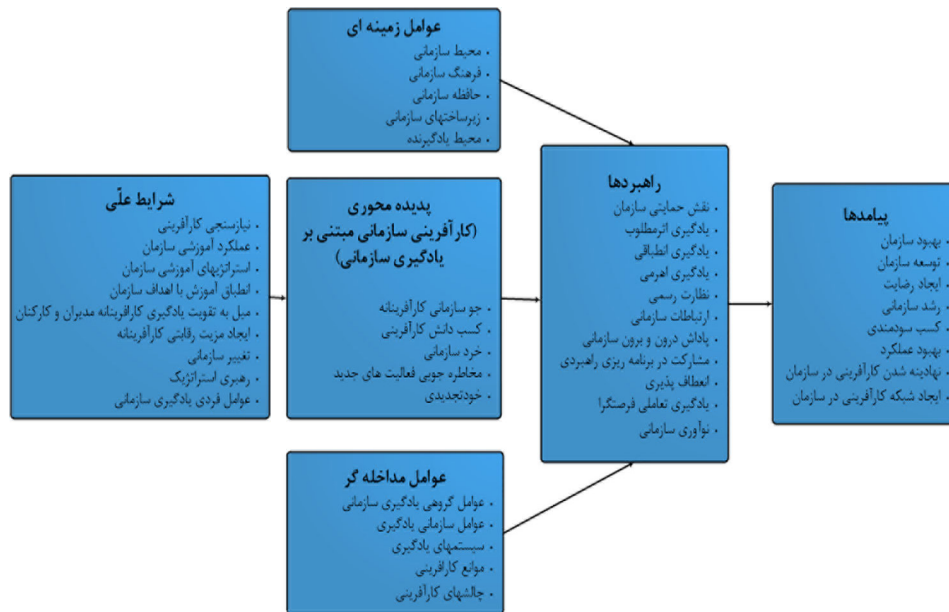 عوامل زمینه ای
• محیط سازمانی
• فرهنگ سازمانی
• حافظه سازمانی
• زیرساختهای سازمانی
• محیط یادگیرنده
شرایط علّی
• نیازسنجی کارآفرینی
• عملکرد آموزشی سازمان
• استراتژیهای آموزشی سازمان
• انطباق آموزش با اهداف سازمان
• میل به تقویت یادگیری کارافرینانه مدیران و کارکنان
• ایجاد مزیت رقابتی کارآفرینانه
• تغییر سازمانی
• رهبری استراتژیک
• عوامل فردی یادگیری سازمانی
پدیده محوری
(کارآفرینی سازمانی مبتنی بر
یادگیری سازمانی)
• جو سازمانی کارآفرینانه
• کسب دانش کارآفرینی
• خرد سازمانی
• مخاطره جویی فعالیت های جدید
• خودتجدیدی
عوامل مداخله گر
• عوامل گروهی یادگیری سازمانی
• عوامل سازمانی یادگیری
• سیستمهای یادگیری
• موانع کارافرینی
• چالشهای کارآفرینی
راهبردها
• نقش حمایتی سازمان
• یادگیری اثرمطلوب
• یادگیری انطباقی
• یادگیری اهرمی
• نظارت رسمی
• ارتباطات سازمانی
• پاداش درون و برون سازمانی
• مشارکت در برنامه ریزی راهبردی
• انعطاف پذیری
• یادگیری تعاملی فرصتگرا
• نوآوری سازمانی
پیامدها
• بهبود سازمان
• توسعه سازمان
• ایجاد رضایت
• رشد سازمانی
• کسب سودمندی
• بهبود عملکرد
• نهادینه شدن کارآفرینی در سازمان
• ایجاد شبکه کارآفرینی در سازمان